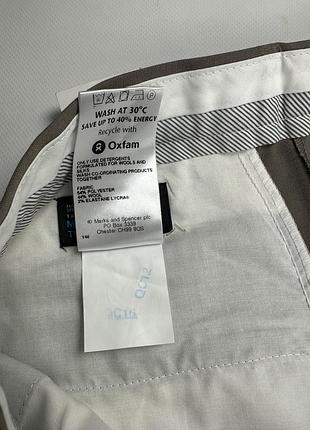 WASH AT 30°C
SAVE UP TO 40% ENERGY
Recycle with
Oxfam
ONLY USE DETERGENTS
FORMULATED FOR WOOLS AND
SILKS
WASH CO-ORDINATING PRODUCTS
TOGETHER
FABRIC
54% POLYESTER
44% WOOL
2% ELASTANE LYCRA®
© Marks and Spencer plc
PO Box 3339
Chester CH99 9QS
QC12
QC16